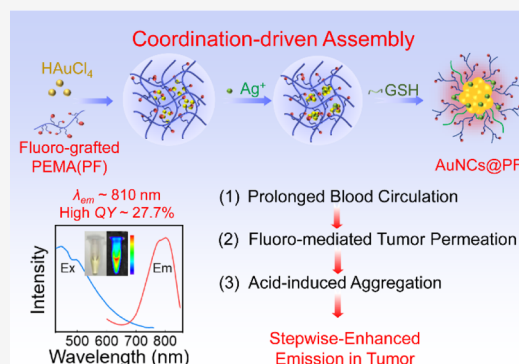 Coordination-driven Assembly
HAuCl4
Ag+
GSH
Fluoro-grafted
PEMA(PF)
AuNCs@PF
λem ~ 810 nm
High QY ~ 27.7%
Ex
Em
Intensity
500 600 700 800
Wavelength (nm)
(1) Prolonged Blood Circulation
(2) Fluoro-mediated Tumor Permeation
(3) Acid-induced Aggregation
Stepwise-Enhanced
Emission in Tumor